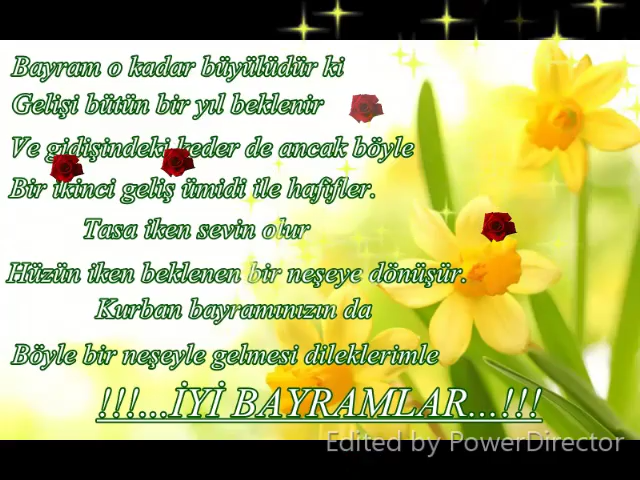 Bayram o kadar büyülüdür ki
Gelişi bütün bir yıl beklenir
Ve gidişindeki keder de ancak böyle
Bir ikinci geliş ümidi ile hafifler.
Tasa iken sevin olur
Hüzün iken beklenen bir neşeye dönüşür.
Kurban bayramınızın da
Böyle bir neşeyle gelmesi dileklerimle
!!!...İYİ BAYRAMLAR...!!!
Edited by PowerDirector